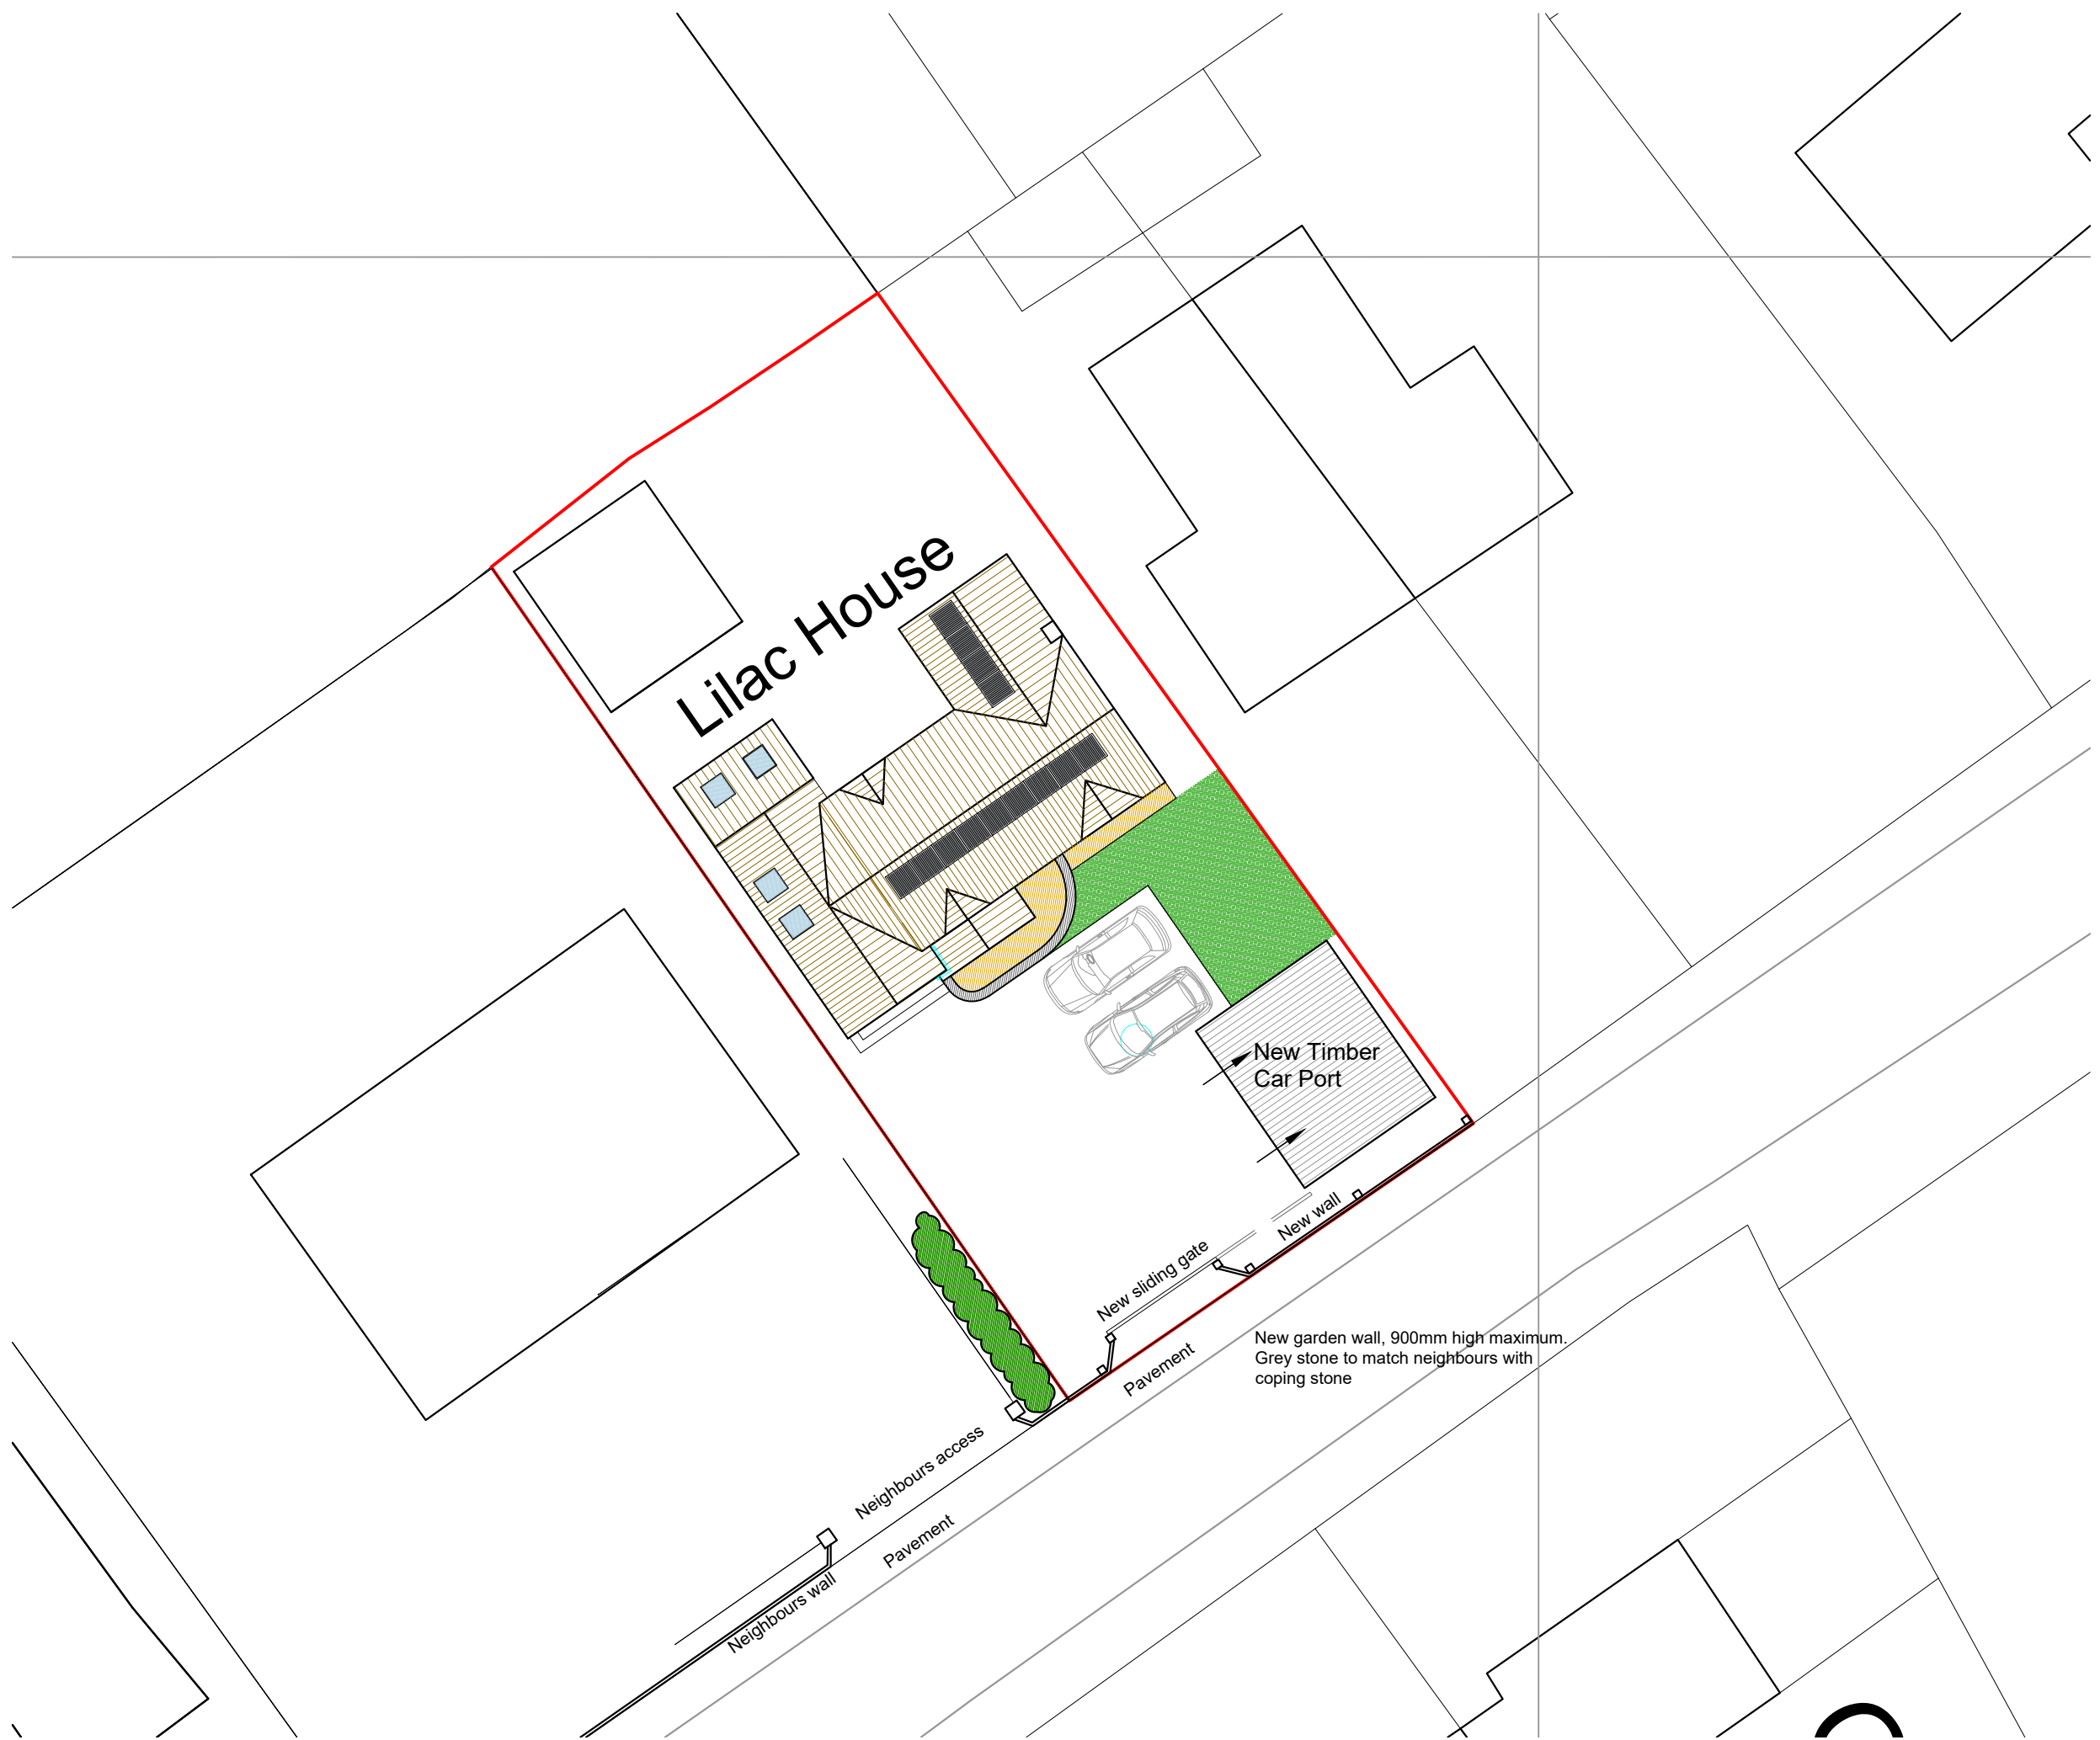 Lilac House
New Timber
Car Port
New wall
New sliding gate
New garden wall, 900mm high maximum.
Grey stone to match neighbours with
coping stone
Pavement
Neighbours access
Pavement
Neighbours wall